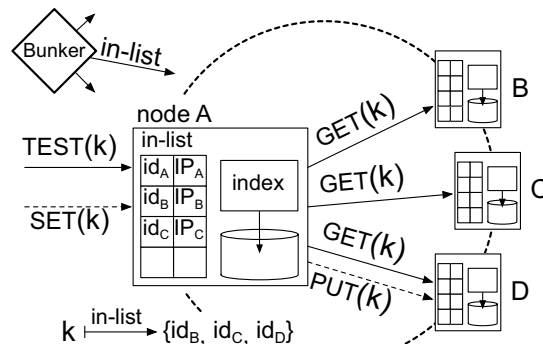 Bunker
in-list
node A
in-list
id_A IP_A
id_B IP_B
id_C IP_C
index
TEST(k)
SET(k)
GET(k)
GET(k)
GET(k)
PUT(k)
B
C
D
in-list
k {id_B, id_C, id_D}